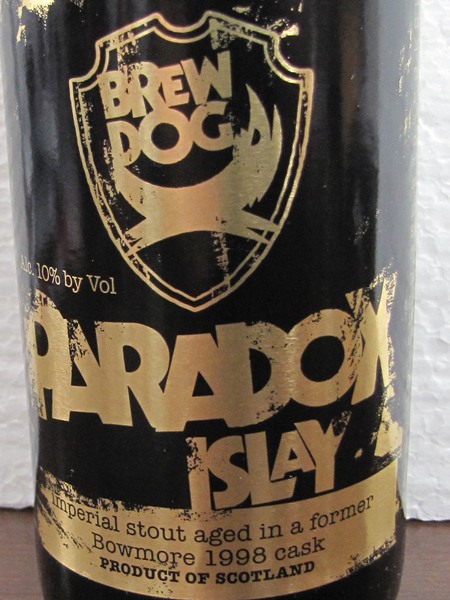 BREW
DOG
Alc. 10% by Vol
PARADOX
ISLAY
Imperial stout aged in a former
Bowmore 1998 cask
PRODUCT OF SCOTLAND